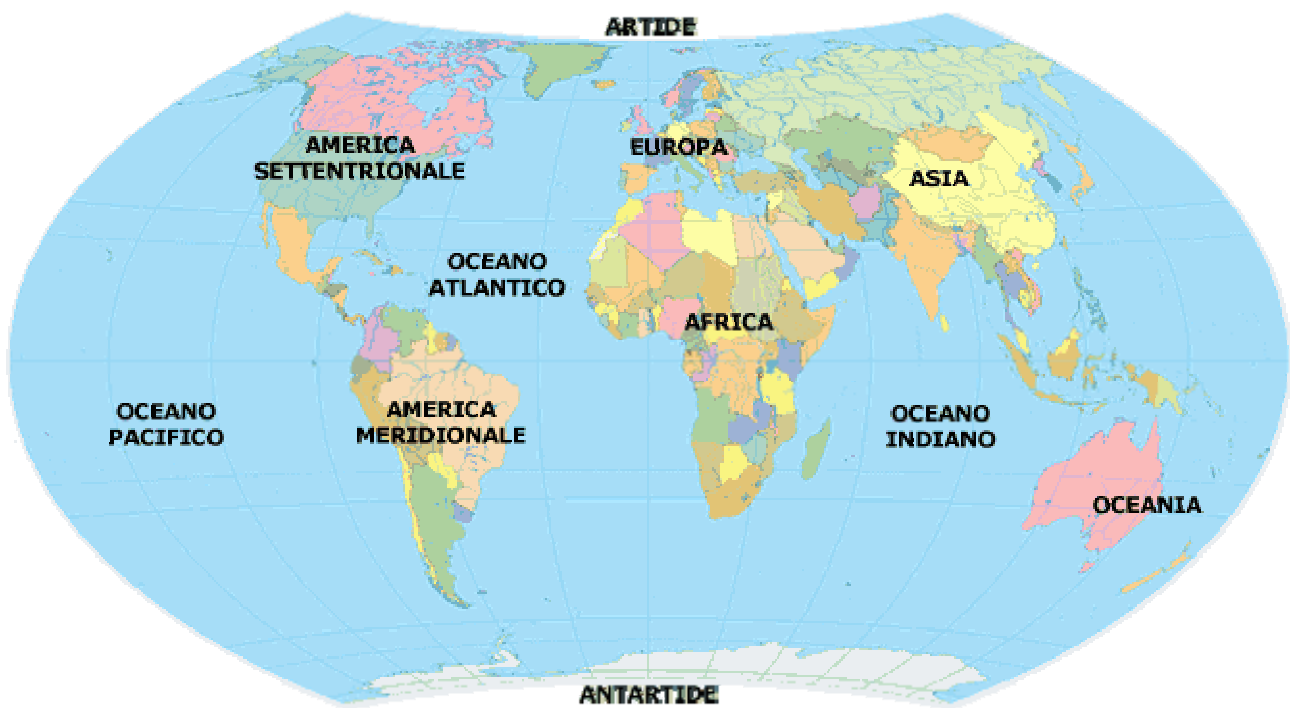 ARTIDE
AMERICA
SETTENTRIONALE
EUROPA
ASIA
OCEANO
ATLANTICO
AFRICA
OCEANO
PACIFICO
AMERICA
MERIDIONALE
OCEANO
INDIANO
OCEANIA
ANTARTIDE